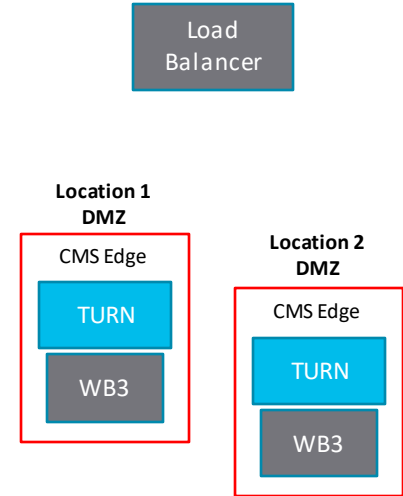 Load
Balancer
Location 1
DMZ
CMS Edge
TURN
WB3
Location 2
DMZ
CMS Edge
TURN
WB3